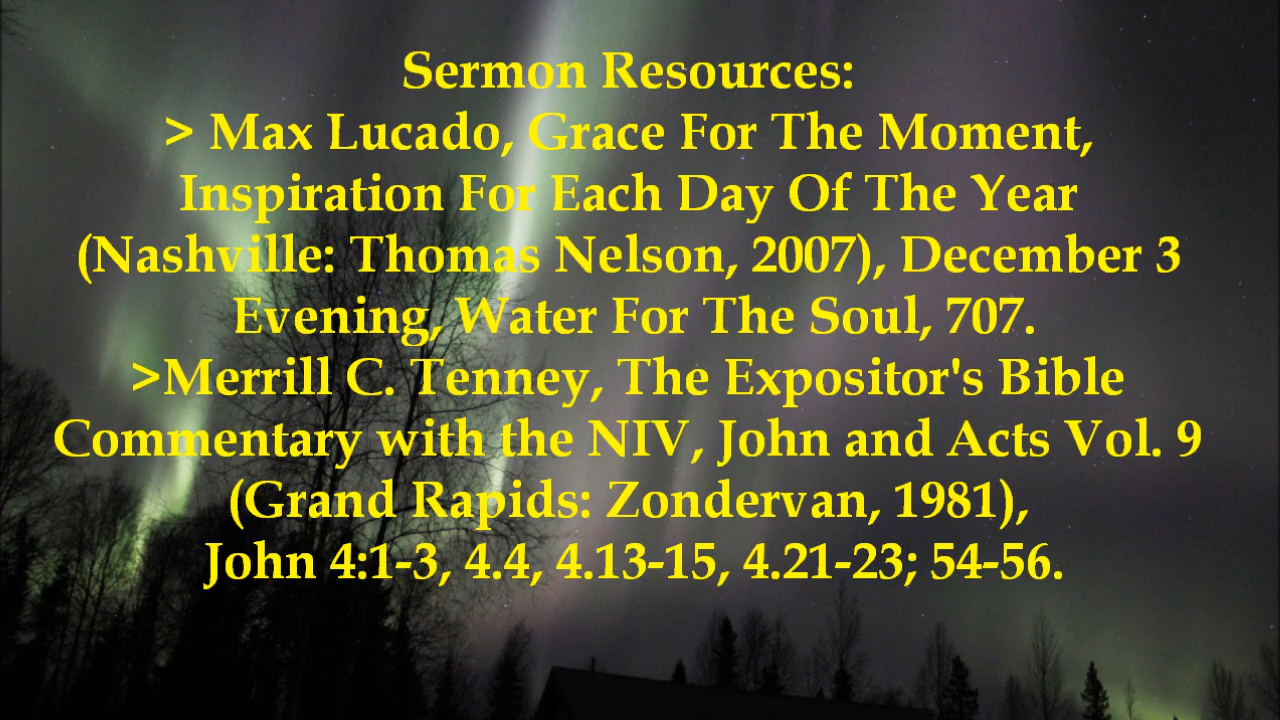 Sermon Resources:
> Max Lucado, Grace For The Moment,
Inspiration For Each Day Of The Year
(Nashville: Thomas Nelson, 2007), December 3
Evening, Water For The Soul, 707.
>Merrill C. Tenney, The Expositor's Bible
Commentary with the NIV, John and Acts Vol. 9
(Grand Rapids: Zondervan, 1981),
John 4:1-3, 4.4, 4.13-15, 4.21-23; 54-56.